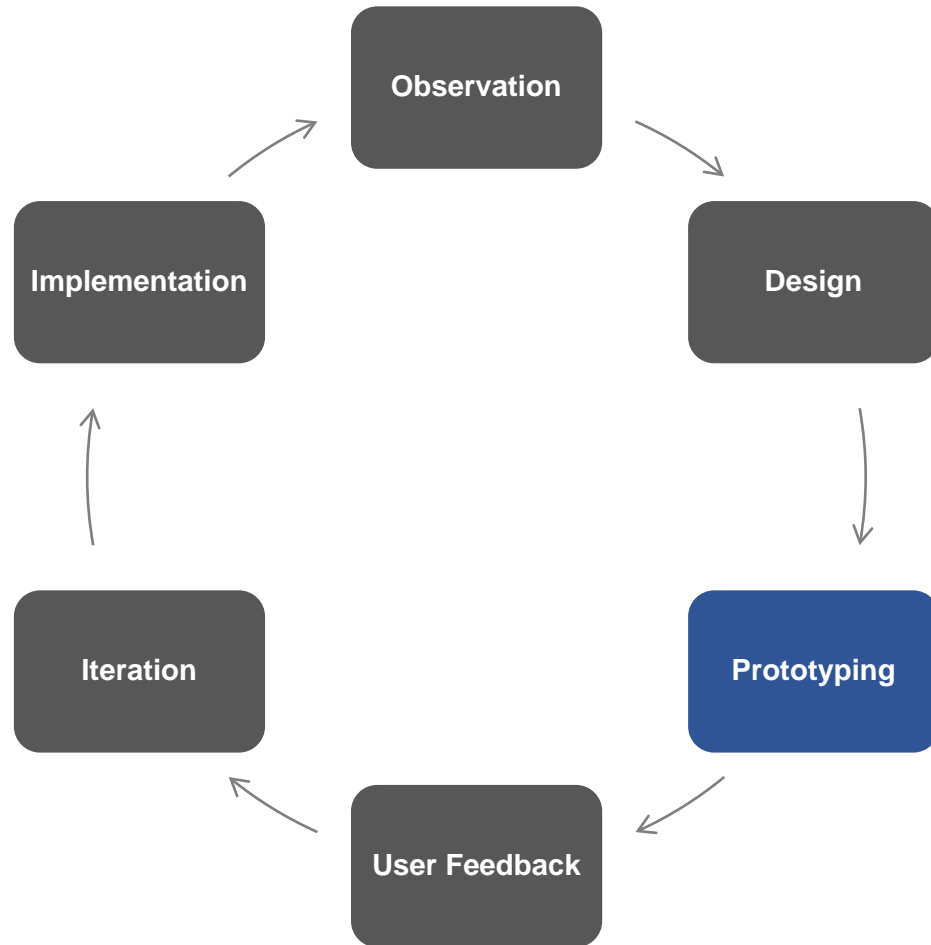 Observation
Design
Prototyping
User Feedback
Iteration
Implementation